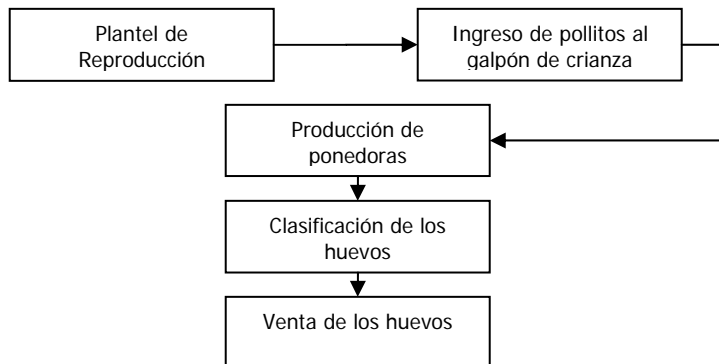 Plantel de
Reproducción
Ingreso de pollitos al
galpón de crianza
Producción de
ponedoras
Clasificación de los
huevos
Venta de los huevos